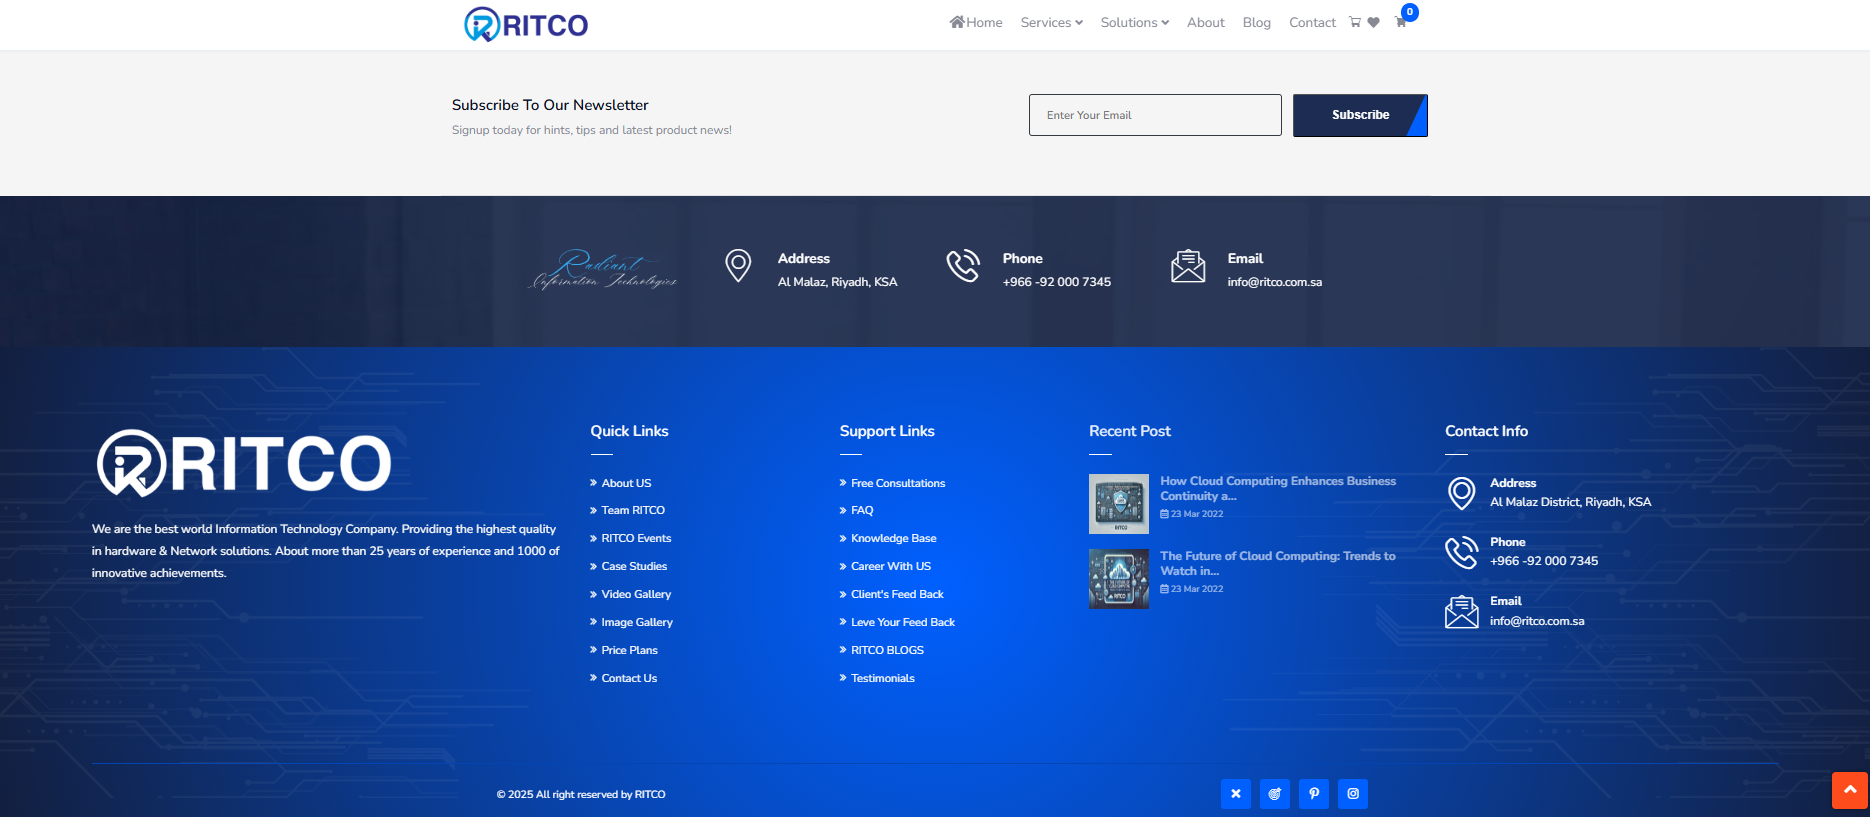 RITCO
Home Services Solutions About Blog Contact 0
Subscribe To Our Newsletter
Signup today for hints, tips and latest product news!
Enter Your Email
Subscribe
Radiant
Information Technologies
Address
Al Malaz, Riyadh, KSA
Phone
+966 -92 000 7345
Email
info@ritco.com.sa
RITCO
We are the best world Information Technology Company. Providing the highest quality
in hardware & Network solutions. About more than 25 years of experience and 1000 of
innovative achievements.
Quick Links
About US
Team RITCO
RITCO Events
Case Studies
Video Gallery
Image Gallery
Price Plans
Contact Us
Support Links
Free Consultations
FAQ
Knowledge Base
Career With US
Client's Feed Back
Leve Your Feed Back
RITCO BLOGS
Testimonials
Recent Post
RITCO
How Cloud Computing Enhances Business
Continuity a...
23 Mar 2022
RITCO
The Future of Cloud Computing: Trends to
Watch in...
23 Mar 2022
Contact Info
Address
Al Malaz District, Riyadh, KSA
Phone
+966 -92 000 7345
Email
info@ritco.com.sa
© 2025 All right reserved by RITCO